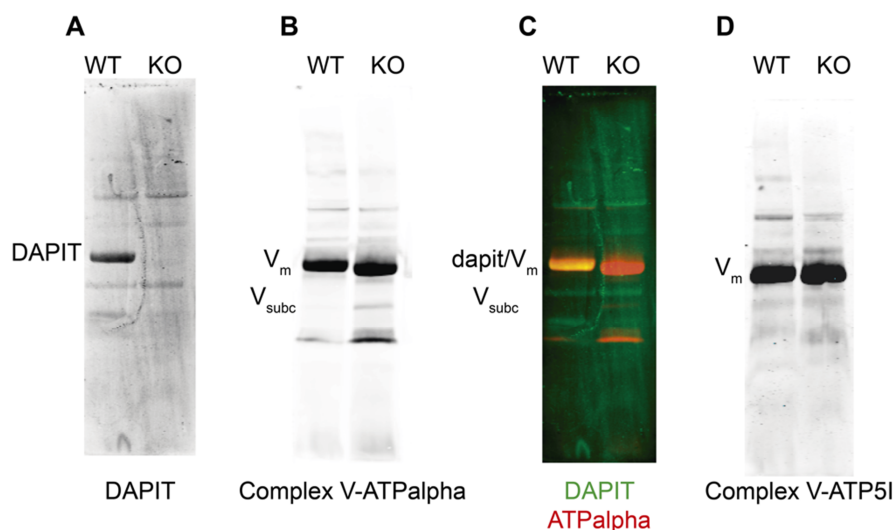 A
B
C
D
WT KO
WT KO
WT KO
WT KO
DAPIT
Vm
Vsubc
dapit/Vm
Vsubc
Vm
DAPIT
Complex V-ATPalpha
DAPIT
ATPalpha
Complex V-ATP5I